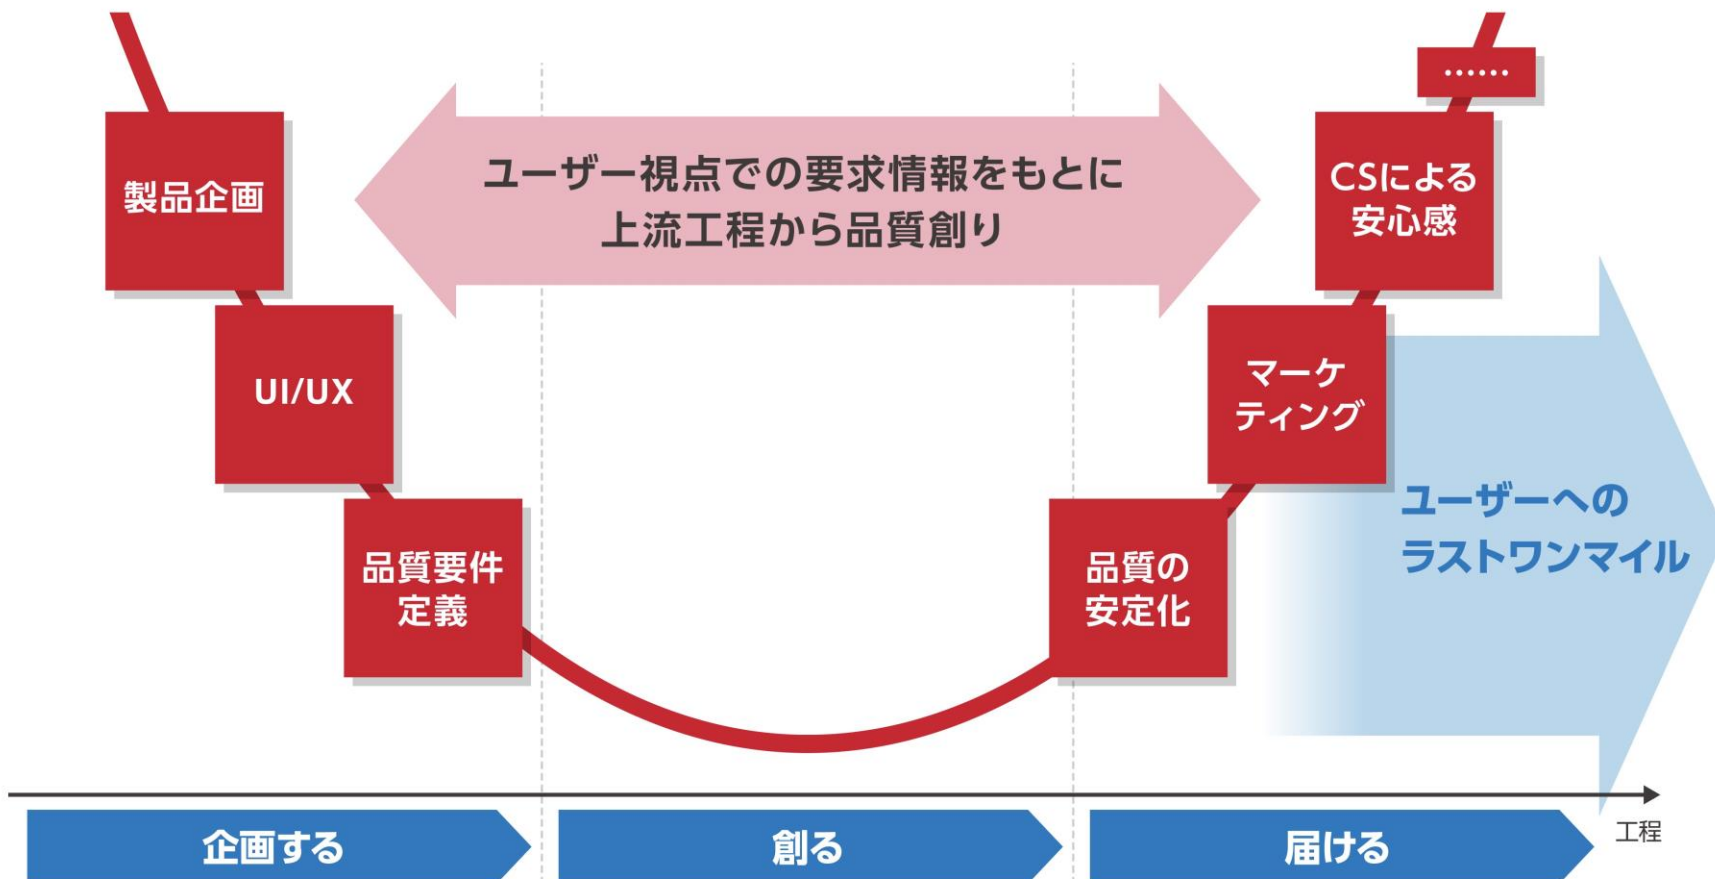 製品企画
UI/UX
品質要件
定義
ユーザー視点での要求情報をもとに
上流工程から品質創り
……
CSによる
安心感
マーケ
ティング
品質の
安定化
ユーザーへの
ラストワンマイル
企画する
創る
届ける
工程